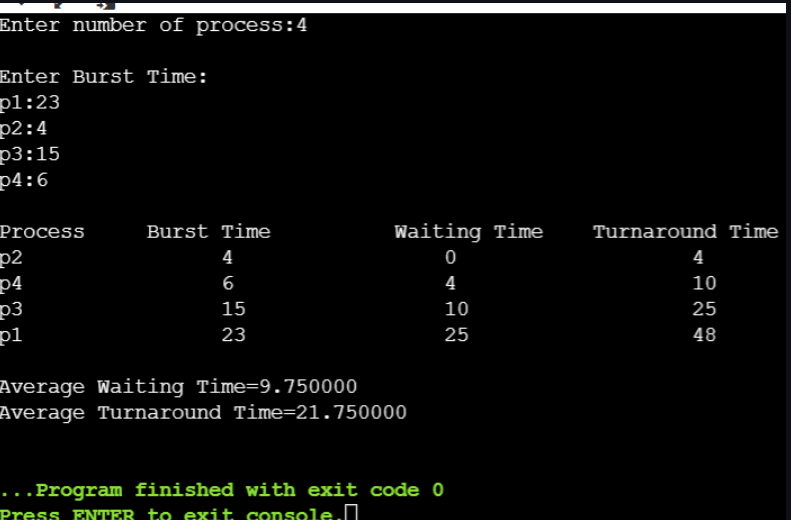 Enter number of process:4
Enter Burst Time:
p1:23
p2:4
p3:15
p4:6
Process Burst Time Waiting Time Turnaround Time
p2 4 0 4
p4 6 4 10
p3 15 10 25
p1 23 25 48
Average Waiting Time=9.750000
Average Turnaround Time=21.750000
...Program finished with exit code 0
Press ENTER to exit console.